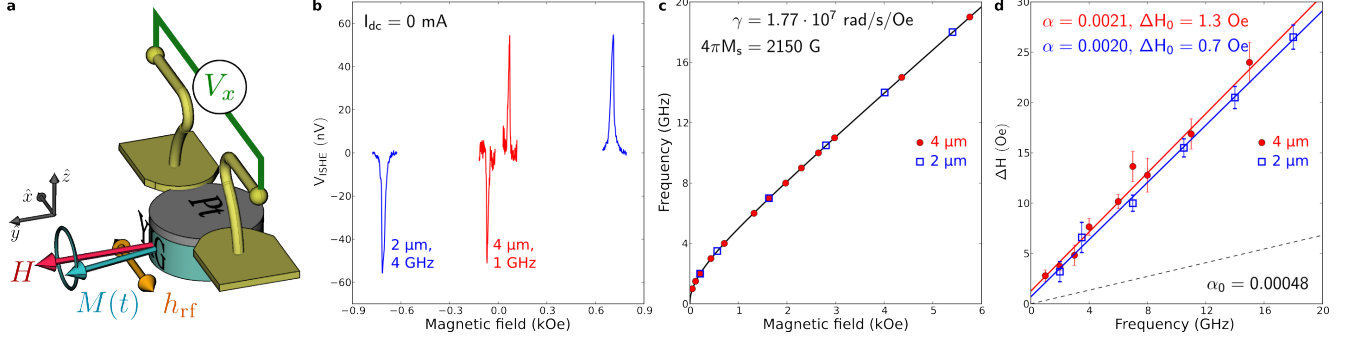 a
V_x
Pt
Y
G
x̂
ẑ
ŷ
H
M(t)
h_rf
b
I_dc = 0 mA
V_ISHE (nV)
60
40
20
0
−20
−40
−60
2 µm,
4 GHz
4 µm,
1 GHz
−0.9
−0.6
−0.3
0.0
0.3
0.6
0.9
Magnetic field (kOe)
c
γ = 1.77 · 10⁷ rad/s/Oe
4πM_s = 2150 G
Frequency (GHz)
20
16
12
8
4
0
4 µm
2 µm
0
1
2
3
4
5
6
Magnetic field (kOe)
d
α = 0.0021, ΔH₀ = 1.3 Oe
α = 0.0020, ΔH₀ = 0.7 Oe
ΔH (Oe)
30
25
20
15
10
5
0
4 µm
2 µm
α₀ = 0.00048
0
4
8
12
16
20
Frequency (GHz)